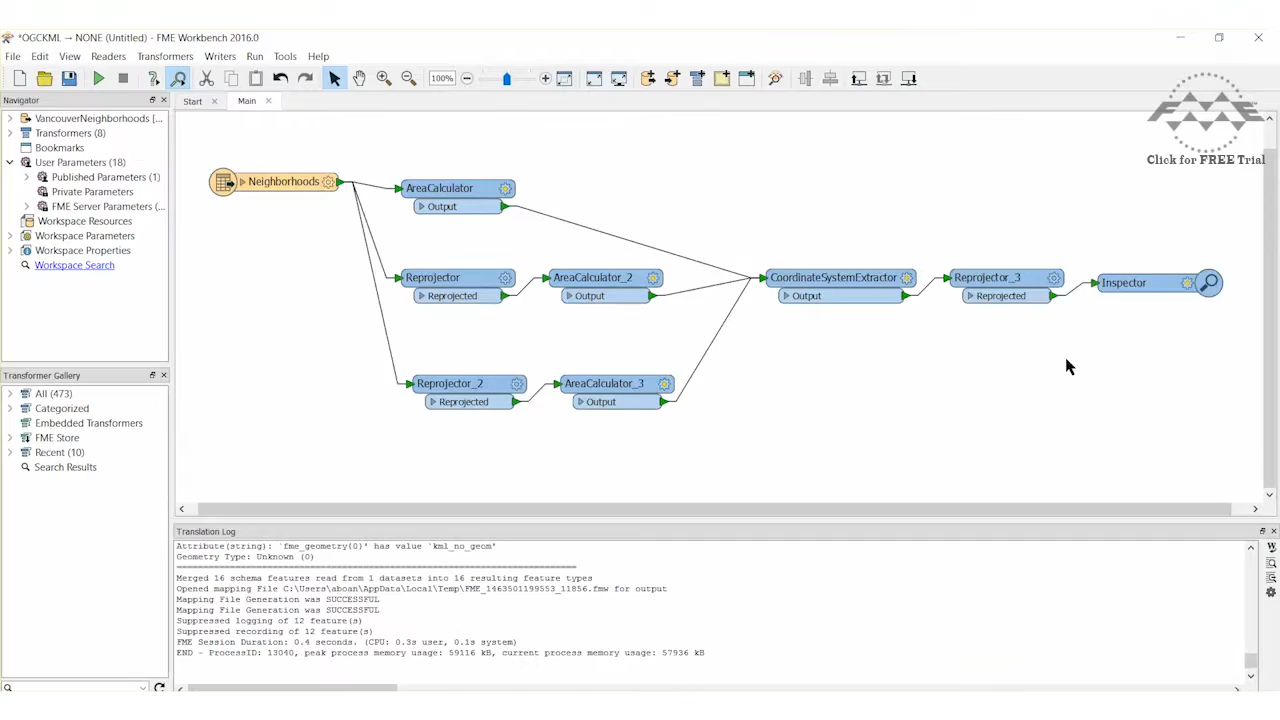 *OGCKML → NONE (Untitled) - FME Workbench 2016.0
File Edit View Readers Transformers Writers Run Tools Help
100%
Navigator
Start
Main
VancouverNeighborhoods [...
Transformers (8)
Bookmarks
User Parameters (18)
Published Parameters (1)
Private Parameters
FME Server Parameters (...
Workspace Resources
Workspace Parameters
Workspace Properties
Workspace Search
FME
Click for FREE Trial
Neighborhoods
AreaCalculator
Output
Reprojector
Reprojected
AreaCalculator_2
Output
CoordinateSystemExtractor
Output
Reprojector_3
Reprojected
Inspector
Reprojector_2
Reprojected
AreaCalculator_3
Output
Transformer Gallery
All (473)
Categorized
Embedded Transformers
FME Store
Recent (10)
Search Results
Translation Log
Attribute(string): `fme_geometry{0}' has value `kml_no_geom'
Geometry Type: Unknown (0)
Merged 16 schema features read from 1 datasets into 16 resulting feature types
Opened mapping File C:\Users\aboan\AppData\Local\Temp\FME_1463501199553_11856.fmw for output
Mapping File Generation was SUCCESSFUL
Mapping File Generation was SUCCESSFUL
Suppressed logging of 12 feature(s)
Suppressed recording of 12 feature(s)
FME Session Duration: 0.4 seconds. (CPU: 0.3s user, 0.1s system)
END - ProcessID: 13040, peak process memory usage: 59116 kB, current process memory usage: 57936 kB